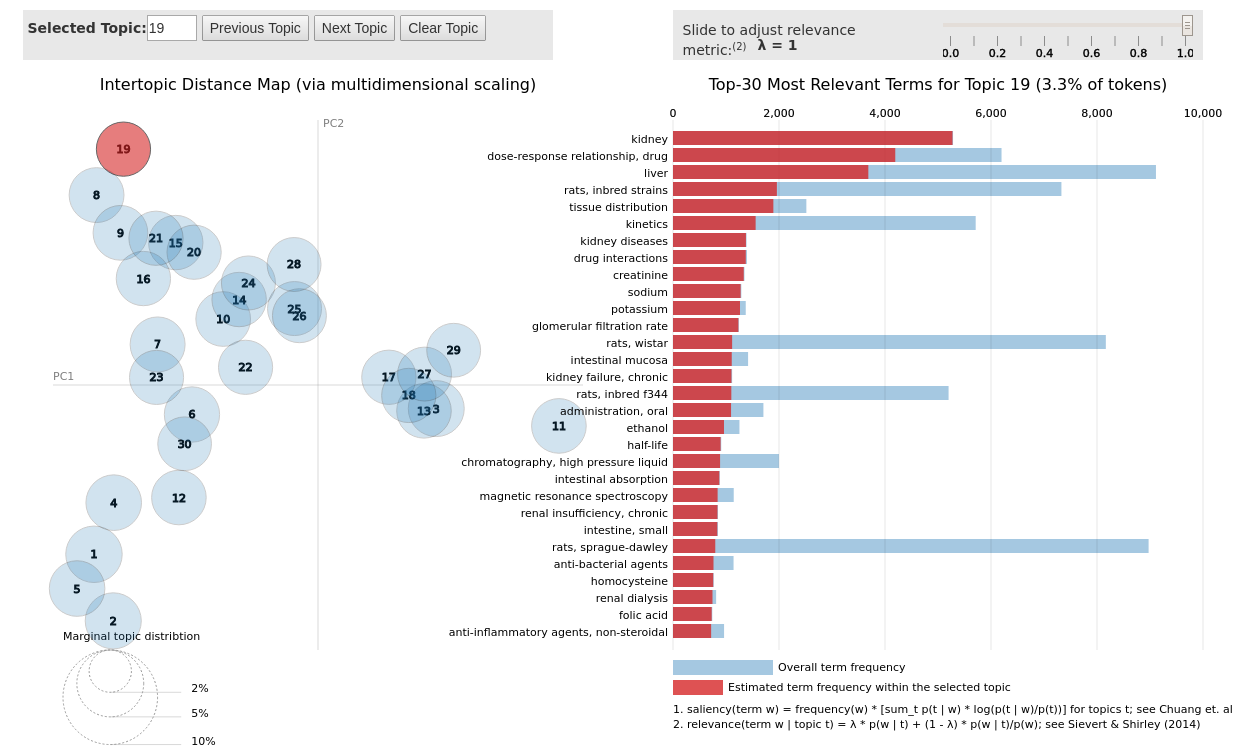 Selected Topic: 19 Previous Topic Next Topic Clear Topic
Slide to adjust relevance
metric:(2) λ = 1
0.0 0.2 0.4 0.6 0.8 1.0
Intertopic Distance Map (via multidimensional scaling)
PC2
PC1
19
8
9
21
15
20
16
28
24
14
25
26
10
7
22
23
29
17
27
18
13
3
11
6
30
12
4
1
5
2
Marginal topic distribtion
2%
5%
10%
Top-30 Most Relevant Terms for Topic 19 (3.3% of tokens)
0 2,000 4,000 6,000 8,000 10,000
kidney
dose-response relationship, drug
liver
rats, inbred strains
tissue distribution
kinetics
kidney diseases
drug interactions
creatinine
sodium
potassium
glomerular filtration rate
rats, wistar
intestinal mucosa
kidney failure, chronic
rats, inbred f344
administration, oral
ethanol
half-life
chromatography, high pressure liquid
intestinal absorption
magnetic resonance spectroscopy
renal insufficiency, chronic
intestine, small
rats, sprague-dawley
anti-bacterial agents
homocysteine
renal dialysis
folic acid
anti-inflammatory agents, non-steroidal
Overall term frequency
Estimated term frequency within the selected topic
1. saliency(term w) = frequency(w) * [sum_t p(t | w) * log(p(t | w)/p(t))] for topics t; see Chuang et. al
2. relevance(term w | topic t) = λ * p(w | t) + (1 - λ) * p(w | t)/p(w); see Sievert & Shirley (2014)